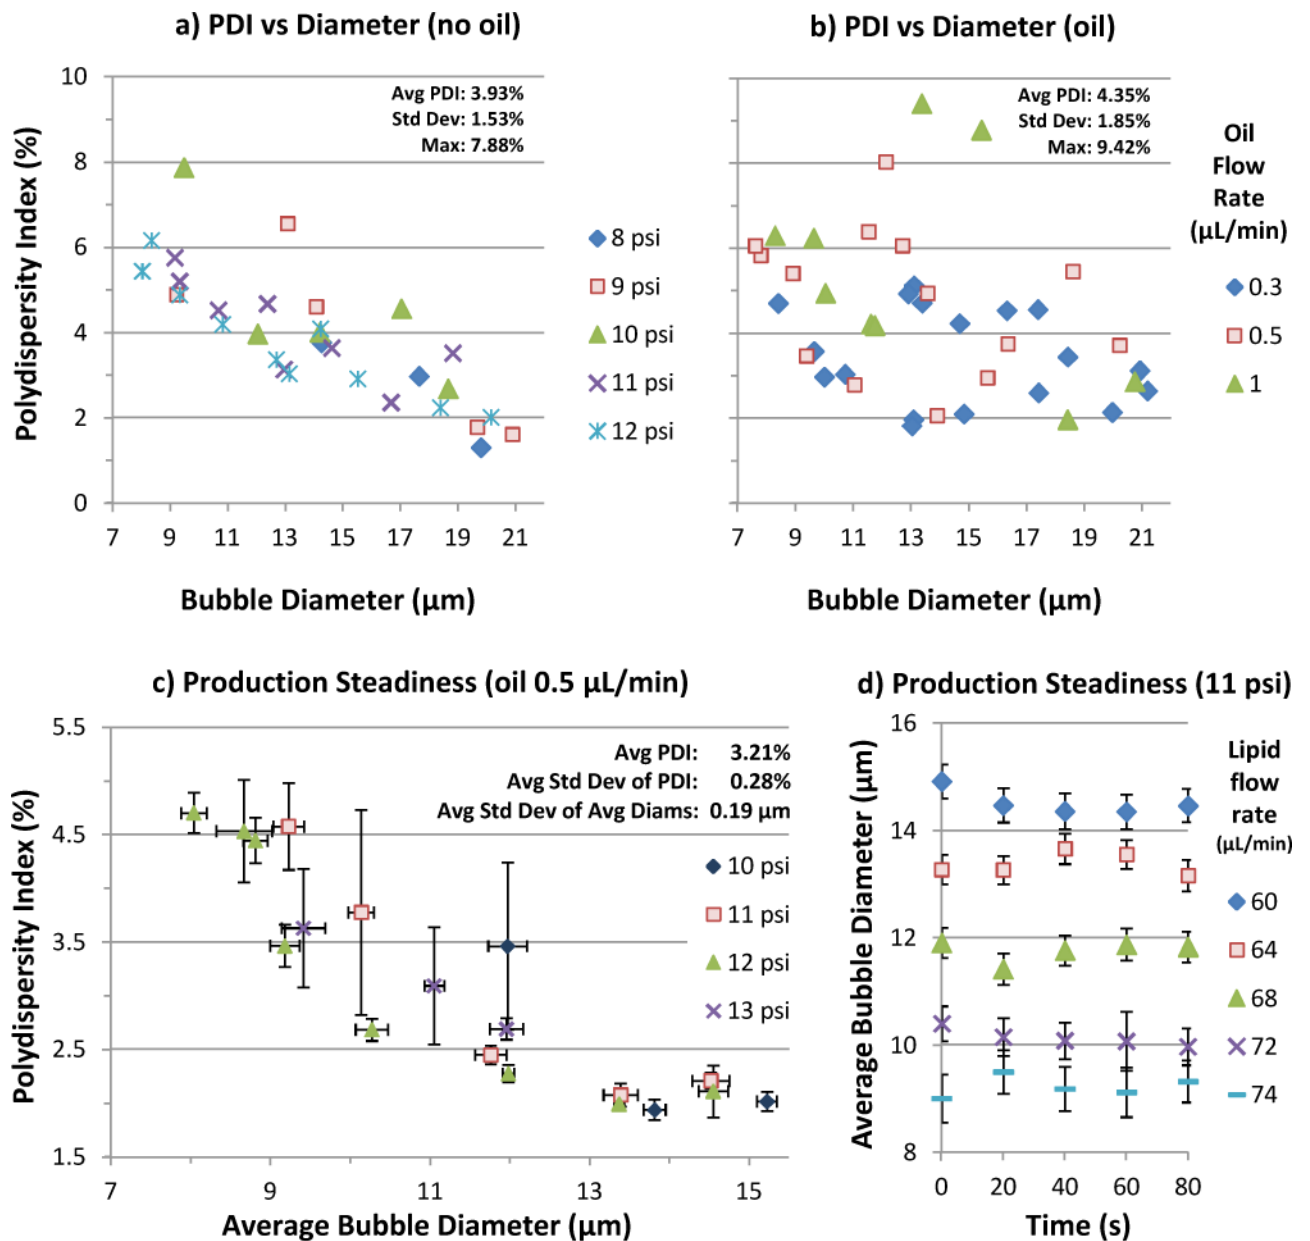 a) PDI vs Diameter (no oil)
Polydispersity Index (%)
10
8
6
4
2
0
Avg PDI: 3.93%
Std Dev: 1.53%
Max: 7.88%
8 psi
9 psi
10 psi
11 psi
12 psi
7 9 11 13 15 17 19 21
Bubble Diameter (µm)
b) PDI vs Diameter (oil)
Avg PDI: 4.35%
Std Dev: 1.85%
Max: 9.42%
Oil
Flow
Rate
(µL/min)
0.3
0.5
1
7 9 11 13 15 17 19 21
Bubble Diameter (µm)
c) Production Steadiness (oil 0.5 µL/min)
Polydispersity Index (%)
5.5
4.5
3.5
2.5
1.5
Avg PDI: 3.21%
Avg Std Dev of PDI: 0.28%
Avg Std Dev of Avg Diams: 0.19 µm
10 psi
11 psi
12 psi
13 psi
7 9 11 13 15
Average Bubble Diameter (µm)
d) Production Steadiness (11 psi)
Average Bubble Diameter (µm)
16
14
12
10
8
Lipid
flow
rate
(µL/min)
60
64
68
72
74
0 20 40 60 80
Time (s)